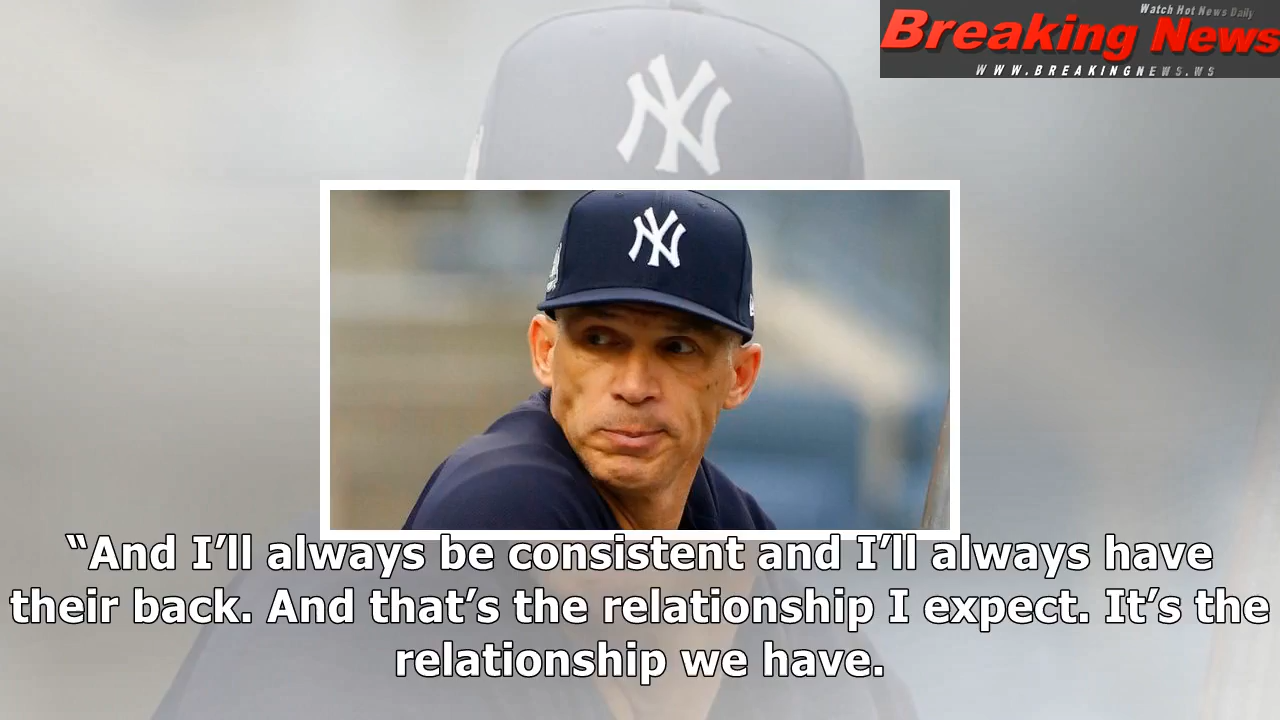 Watch Hot News Daily
Breaking News
WWW.BREAKINGNEWS.WS
NY
NY
“And I’ll always be consistent and I’ll always have
their back. And that’s the relationship I expect. It’s the
relationship we have.